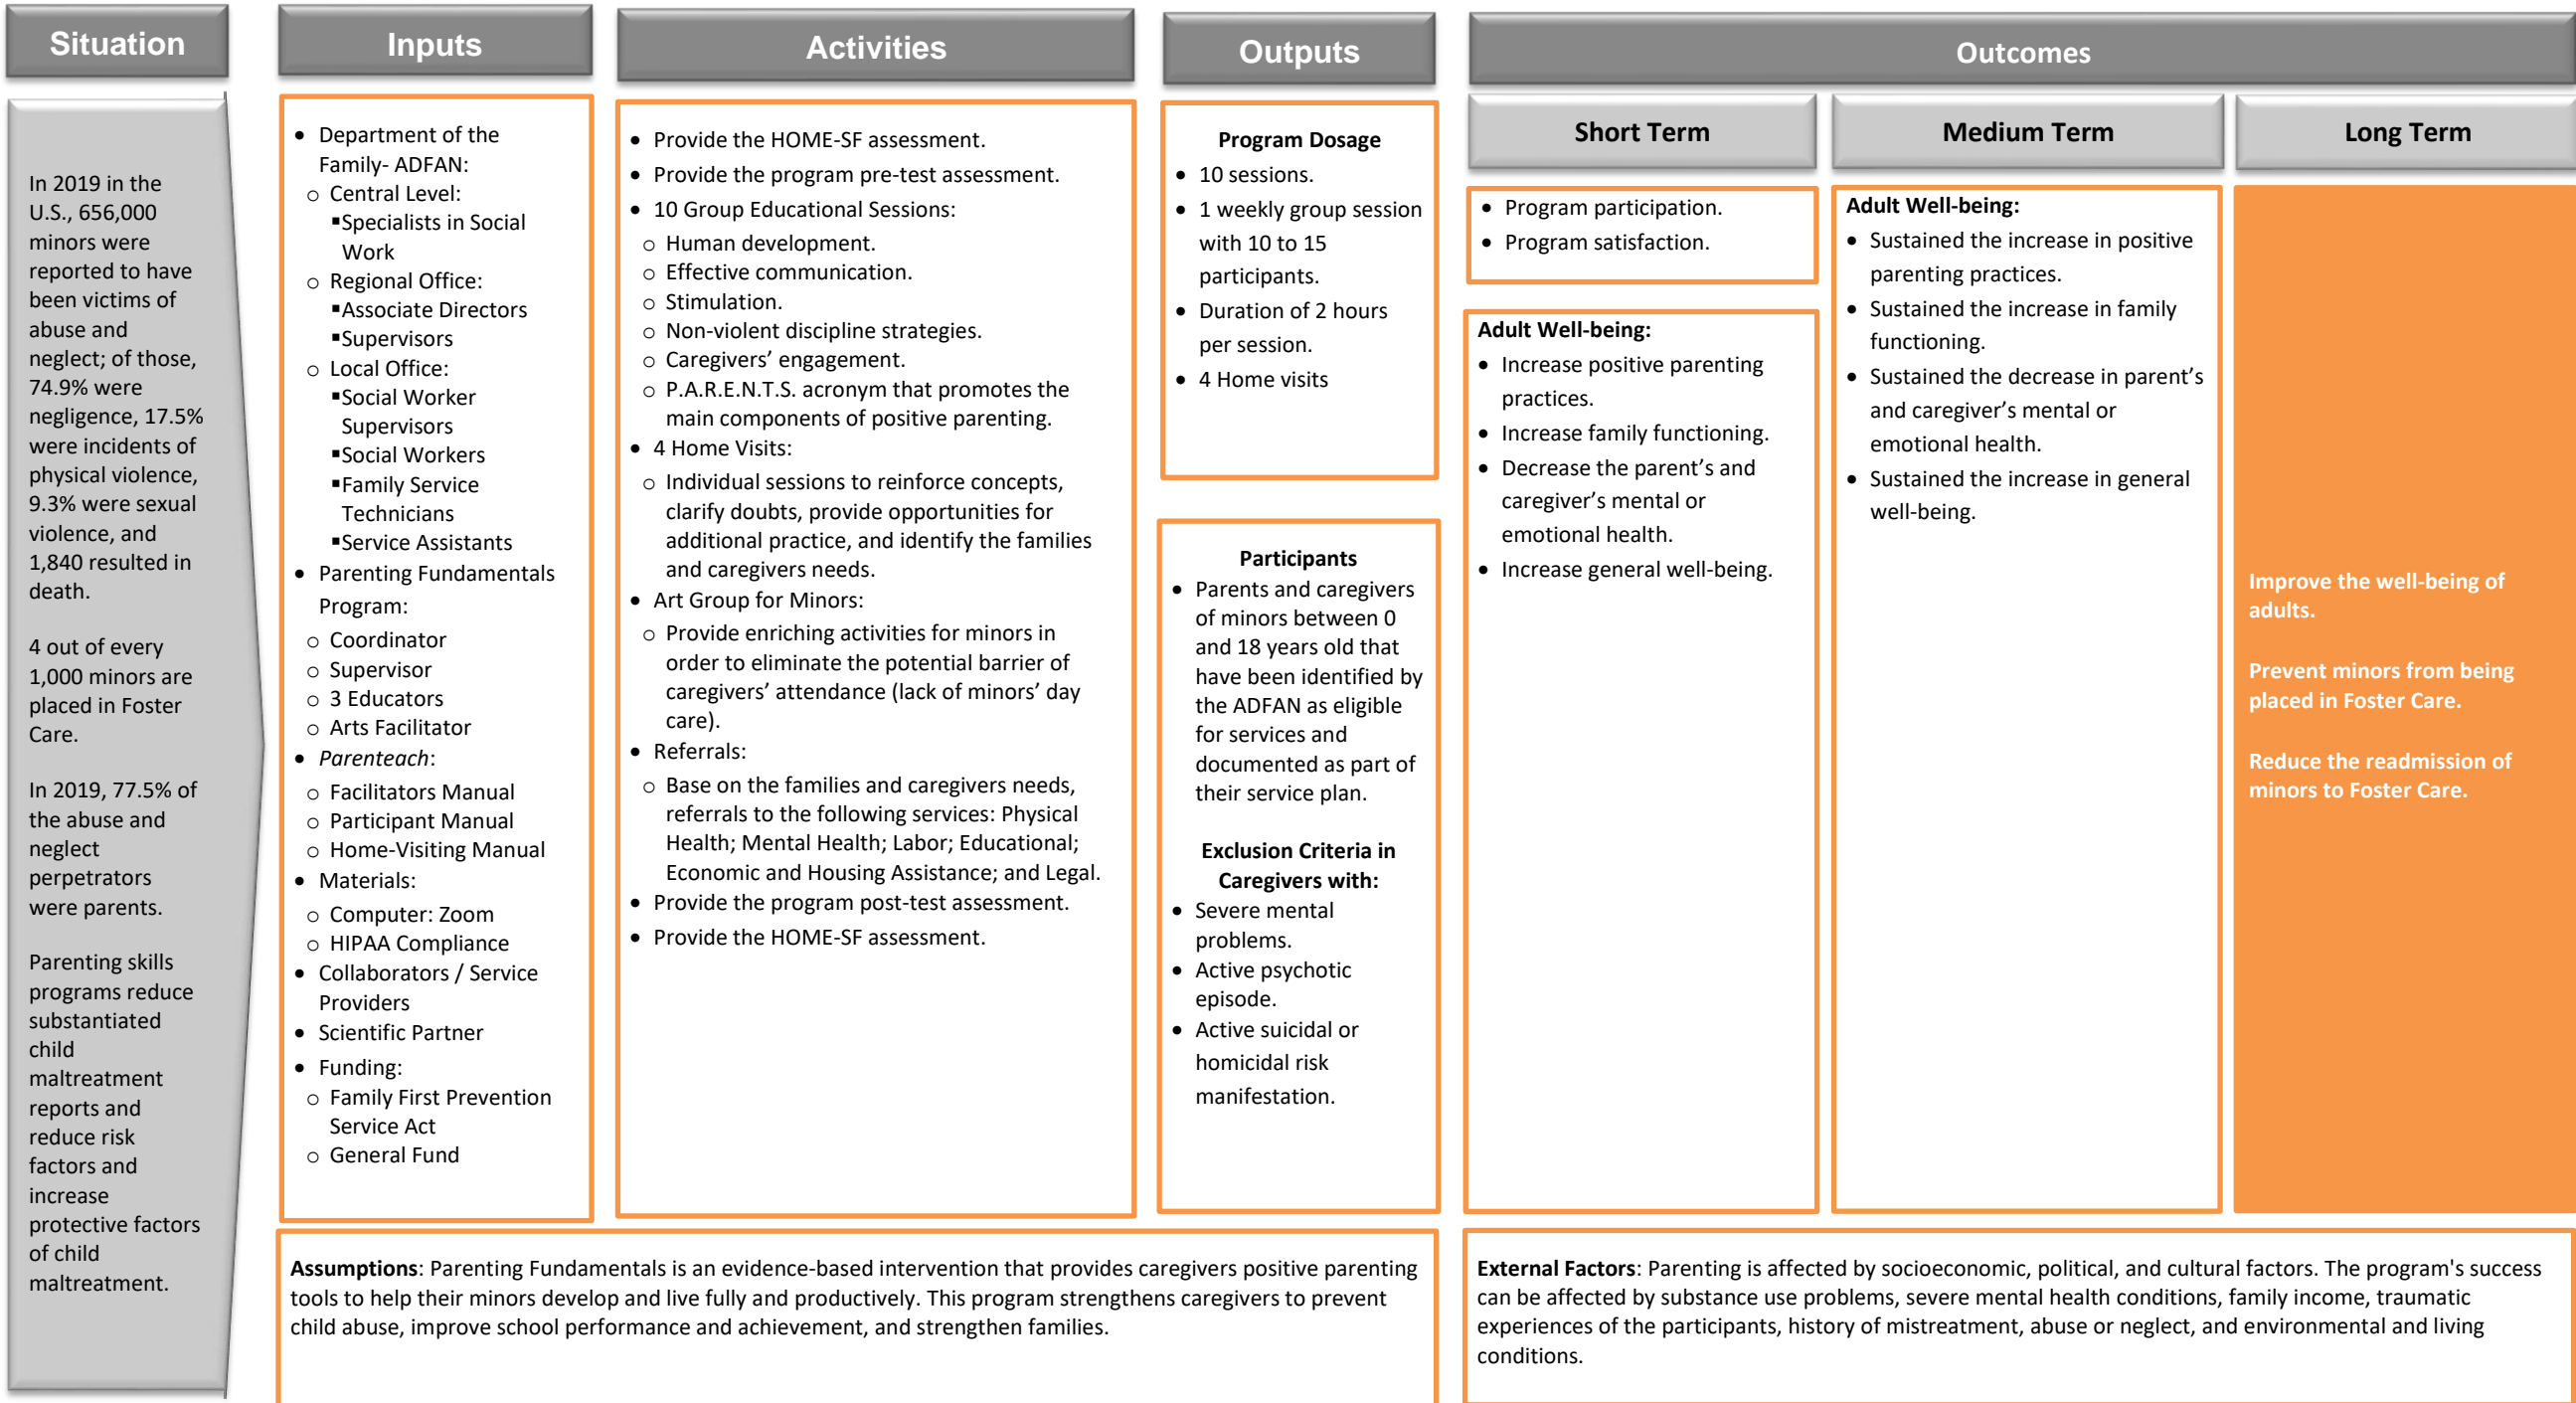 Situation
In 2019 in the
U.S., 656,000
minors were
reported to have
been victims of
abuse and
neglect; of those,
74.9% were
negligence, 17.5%
were incidents of
physical violence,
9.3% were sexual
violence, and
1,840 resulted in
death.
4 out of every
1,000 minors are
placed in Foster
Care.
In 2019, 77.5% of
the abuse and
neglect
perpetrators
were parents.
Parenting skills
programs reduce
substantiated
child
maltreatment
reports and
reduce risk
factors and
increase
protective factors
of child
maltreatment.
Inputs
• Department of the
Family- ADFAN:
○ Central Level:
▪Specialists in Social
Work
○ Regional Office:
▪Associate Directors
▪Supervisors
○ Local Office:
▪Social Worker
Supervisors
▪Social Workers
▪Family Service
Technicians
▪Service Assistants
• Parenting Fundamentals
Program:
○ Coordinator
○ Supervisor
○ 3 Educators
○ Arts Facilitator
• Parenteach:
○ Facilitators Manual
○ Participant Manual
○ Home-Visiting Manual
• Materials:
○ Computer: Zoom
○ HIPAA Compliance
• Collaborators / Service
Providers
• Scientific Partner
• Funding:
○ Family First Prevention
Service Act
○ General Fund
Activities
• Provide the HOME-SF assessment.
• Provide the program pre-test assessment.
• 10 Group Educational Sessions:
○ Human development.
○ Effective communication.
○ Stimulation.
○ Non-violent discipline strategies.
○ Caregivers’ engagement.
○ P.A.R.E.N.T.S. acronym that promotes the
main components of positive parenting.
• 4 Home Visits:
○ Individual sessions to reinforce concepts,
clarify doubts, provide opportunities for
additional practice, and identify the families
and caregivers needs.
• Art Group for Minors:
○ Provide enriching activities for minors in
order to eliminate the potential barrier of
caregivers’ attendance (lack of minors’ day
care).
• Referrals:
○ Base on the families and caregivers needs,
referrals to the following services: Physical
Health; Mental Health; Labor; Educational;
Economic and Housing Assistance; and Legal.
• Provide the program post-test assessment.
• Provide the HOME-SF assessment.
Outputs
Program Dosage
• 10 sessions.
• 1 weekly group session
with 10 to 15
participants.
• Duration of 2 hours
per session.
• 4 Home visits
Participants
• Parents and caregivers
of minors between 0
and 18 years old that
have been identified by
the ADFAN as eligible
for services and
documented as part of
their service plan.
Exclusion Criteria in
Caregivers with:
• Severe mental
problems.
• Active psychotic
episode.
• Active suicidal or
homicidal risk
manifestation.
Outcomes
Short Term
• Program participation.
• Program satisfaction.
Adult Well-being:
• Increase positive parenting
practices.
• Increase family functioning.
• Decrease the parent’s and
caregiver’s mental or
emotional health.
• Increase general well-being.
Medium Term
Adult Well-being:
• Sustained the increase in positive
parenting practices.
• Sustained the increase in family
functioning.
• Sustained the decrease in parent’s
and caregiver’s mental or
emotional health.
• Sustained the increase in general
well-being.
Long Term
Improve the well-being of
adults.
Prevent minors from being
placed in Foster Care.
Reduce the readmission of
minors to Foster Care.
Assumptions: Parenting Fundamentals is an evidence-based intervention that provides caregivers positive parenting
tools to help their minors develop and live fully and productively. This program strengthens caregivers to prevent
child abuse, improve school performance and achievement, and strengthen families.
External Factors: Parenting is affected by socioeconomic, political, and cultural factors. The program's success
can be affected by substance use problems, severe mental health conditions, family income, traumatic
experiences of the participants, history of mistreatment, abuse or neglect, and environmental and living
conditions.